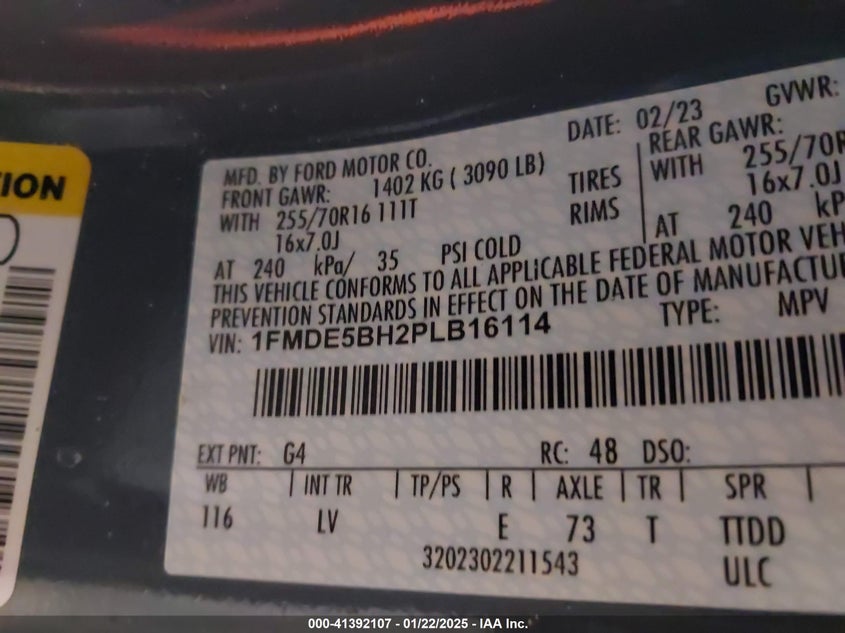 TION
MFD. BY FORD MOTOR CO. DATE: 02/23 GVWR:
FRONT GAWR: 1402 KG ( 3090 LB) REAR GAWR:
WITH 255/70R16 111T TIRES WITH 255/70R
16x7.0J RIMS 16x7.0J
AT 240 kPa/ 35 PSI COLD AT 240 kP
THIS VEHICLE CONFORMS TO ALL APPLICABLE FEDERAL MOTOR VEH
PREVENTION STANDARDS IN EFFECT ON THE DATE OF MANUFACTU
VIN: 1FMDE5BH2PLB16114 TYPE: MPV
EXT PNT: G4 RC: 48 DSO:
WB | INT TR | TP/PS | R | AXLE | TR | SPR |
116 LV E 73 T TTDD
3202302211543 ULC
000-41392107 - 01/22/2025 - IAA Inc.